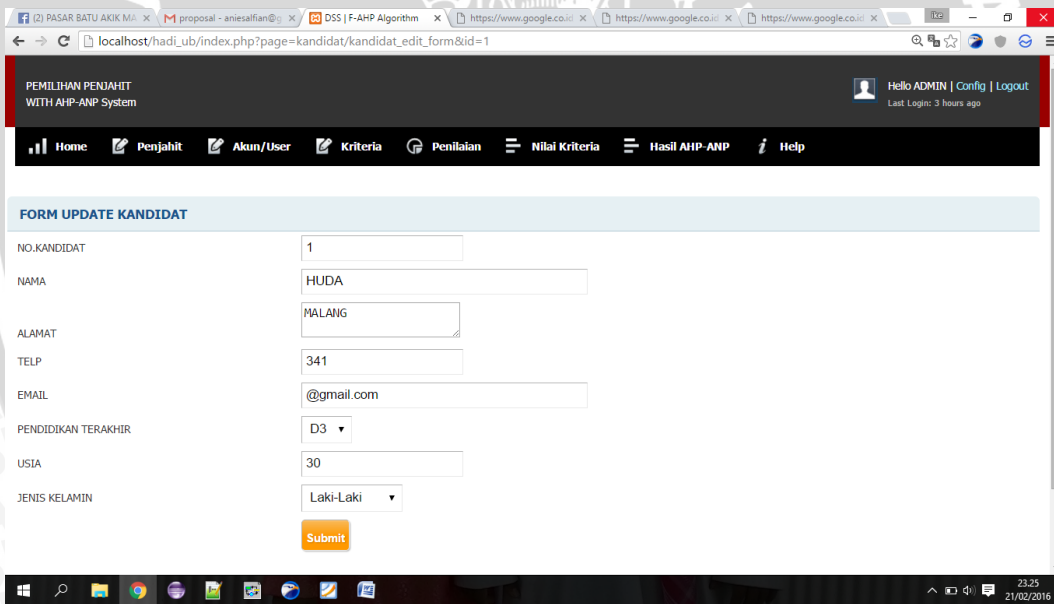 (2) PASAR BATU AKIK MA
proposal - aniesalfian@g
DSS | F-AHP Algorithm
https://www.google.co.id
https://www.google.co.id
https://www.google.co.id
Ike
localhost/hadi_ub/index.php?page=kandidat/kandidat_edit_form&id=1
PEMILIHAN PENJAHIT
WITH AHP-ANP System
Hello ADMIN | Config | Logout
Last Login: 3 hours ago
Home Penjahit Akun/User Kriteria Penilaian Nilai Kriteria Hasil AHP-ANP Help
FORM UPDATE KANDIDAT
NO.KANDIDAT 1
NAMA HUDA
ALAMAT MALANG
TELP 341
EMAIL @gmail.com
PENDIDIKAN TERAKHIR D3
USIA 30
JENIS KELAMIN Laki-Laki
Submit
23.25
21/02/2016